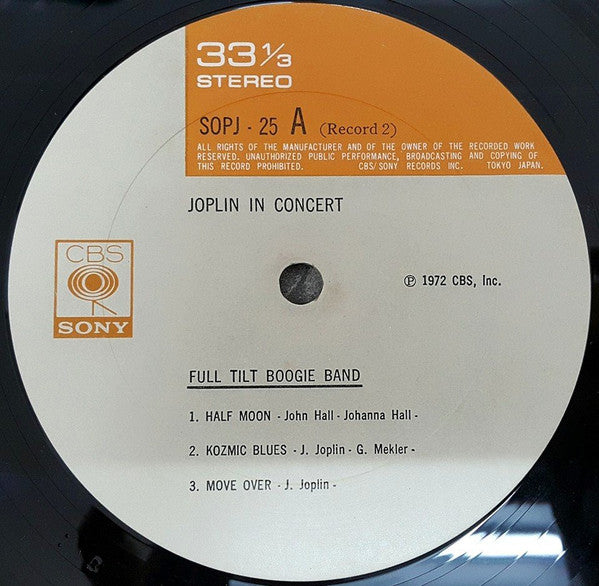 33 1/3
STEREO
SOPJ - 25 A (Record 2)
ALL RIGHTS OF THE MANUFACTURER AND OF THE OWNER OF THE RECORDED WORK
RESERVED. UNAUTHORIZED PUBLIC PERFORMANCE, BROADCASTING AND COPYING OF
THIS RECORD PROHIBITED. CBS/SONY RECORDS INC. TOKYO JAPAN.
JOPLIN IN CONCERT
CBS
SONY
℗ 1972 CBS, Inc.
FULL TILT BOOGIE BAND
1. HALF MOON - John Hall - Johanna Hall -
2. KOZMIC BLUES - J. Joplin - G. Mekler -
3. MOVE OVER - J. Joplin -